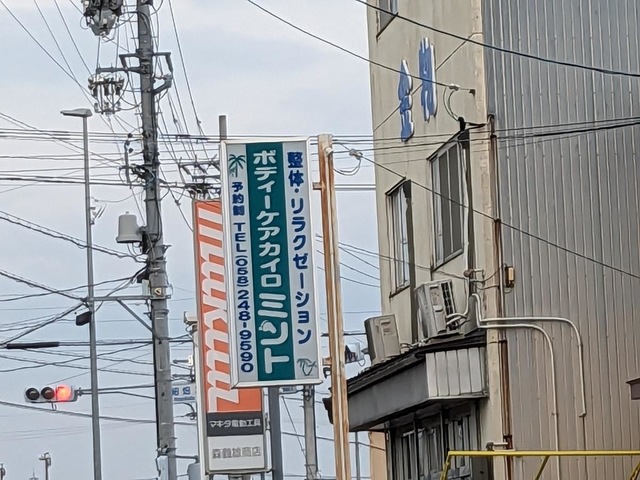 整体・リラクゼーション
ボディーケアカイロ ミント
予約制 TEL(058)248-9590
makita
マキタ電動工具